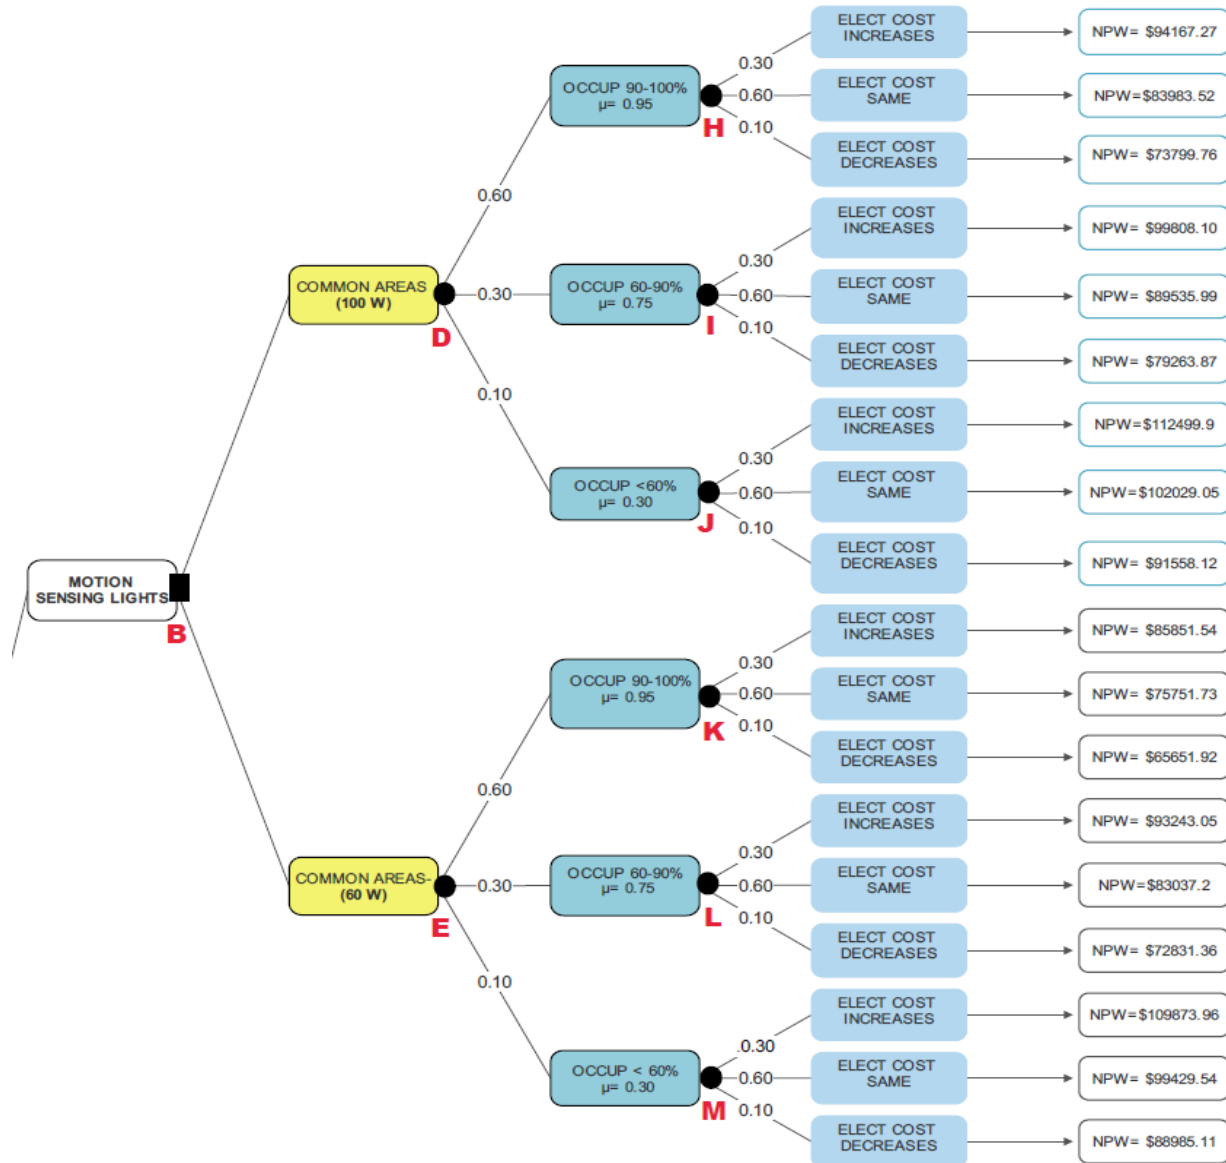 ELECT COST
INCREASES
NPW= $94167.27
0.30
OCCUP 90-100%
µ= 0.95
0.60
ELECT COST
SAME
NPW=$83983.52
H
0.10
ELECT COST
DECREASES
NPW= $73799.76
0.60
ELECT COST
INCREASES
NPW= $99808.10
0.30
COMMON AREAS
(100 W)
0.30
OCCUP 60-90%
µ= 0.75
0.60
ELECT COST
SAME
NPW= $89535.99
D
I
0.10
ELECT COST
DECREASES
NPW= $79263.87
0.10
ELECT COST
INCREASES
NPW=$112499.9
0.30
OCCUP <60%
µ= 0.30
0.60
ELECT COST
SAME
NPW=$102029.05
J
0.10
ELECT COST
DECREASES
NPW= $91558.12
MOTION
SENSING LIGHTS
B
ELECT COST
INCREASES
NPW= $85851.54
0.30
OCCUP 90-100%
µ= 0.95
0.60
ELECT COST
SAME
NPW= $75751.73
K
0.10
ELECT COST
DECREASES
NPW= $65651.92
0.60
ELECT COST
INCREASES
NPW= $93243.05
0.30
COMMON AREAS-
(60 W)
0.30
OCCUP 60-90%
µ= 0.75
0.60
ELECT COST
SAME
NPW=$83037.2
E
L
0.10
ELECT COST
DECREASES
NPW= $72831.36
0.10
ELECT COST
INCREASES
NPW=$109873.96
.0.30
OCCUP < 60%
µ= 0.30
0.60
ELECT COST
SAME
NPW= $99429.54
M
0.10
ELECT COST
DECREASES
NPW= $88985.11